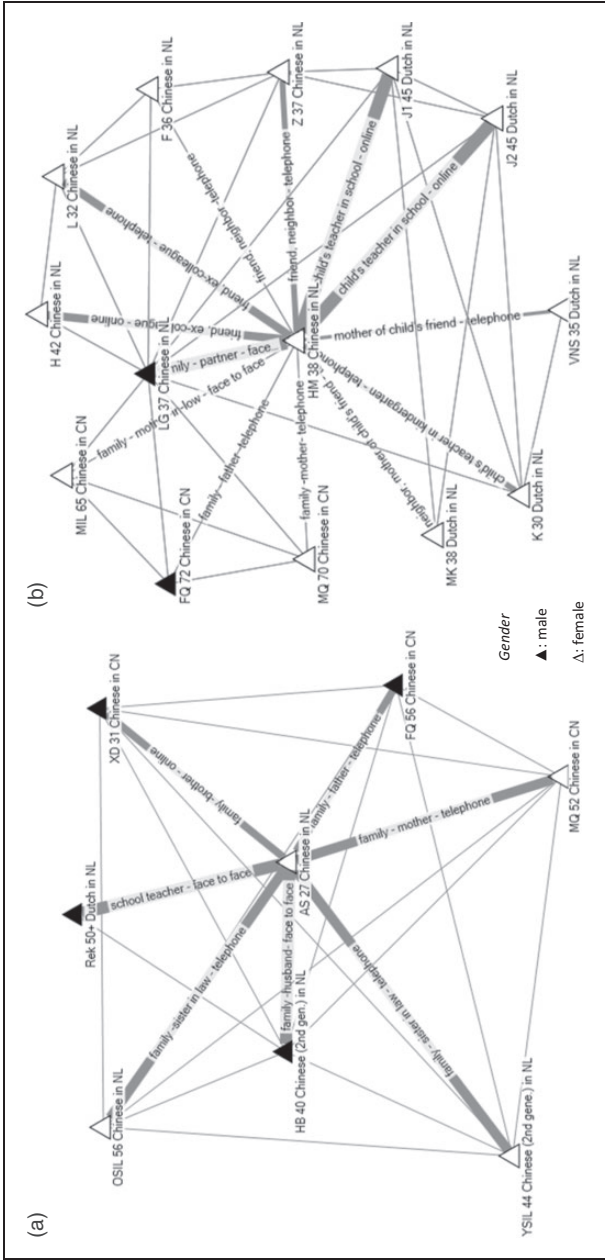 (a)
OSIL 56 Chinese in NL
Rek 50+ Dutch in NL
XD 31 Chinese in CN
family -sister in law - telephone
school teacher - face to face
family -brother - online
HB 40 Chinese (2nd gen.) in NL
family -husband- face to face
AS 27 Chinese in NL
family - father - telephone
FQ 56 Chinese in CN
family - sister in law - telephone
family - mother - telephone
YSIL 44 Chinese (2nd gene.) in NL
MQ 52 Chinese in CN
Gender
▲: male
Δ: female
(b)
MIL 65 Chinese in CN
H 42 Chinese in NL
L 32 Chinese in NL
F 36 Chinese in NL
Z 37 Chinese in NL
J1 45 Dutch in NL
J2 45 Dutch in NL
VNS 35 Dutch in NL
K 30 Dutch in NL
MK 38 Dutch in NL
MQ 70 Chinese in CN
FQ 72 Chinese in CN
LG 37 Chinese in NL
HM 38 Chinese in NL
family - mother-in-low - face to face
mily - partner - face...
friend, ex-colleague - online
friend, ex-colleague - telephone
friend, neighbor-telephone
friend, neighbor - telephone
child's teacher in school - online
child's teacher in school - online
mother of child's friend - telephone
child's teacher in kindergarten - telephone
neighbor, mother of child's friend
family -mother- telephone
family - father -telephone